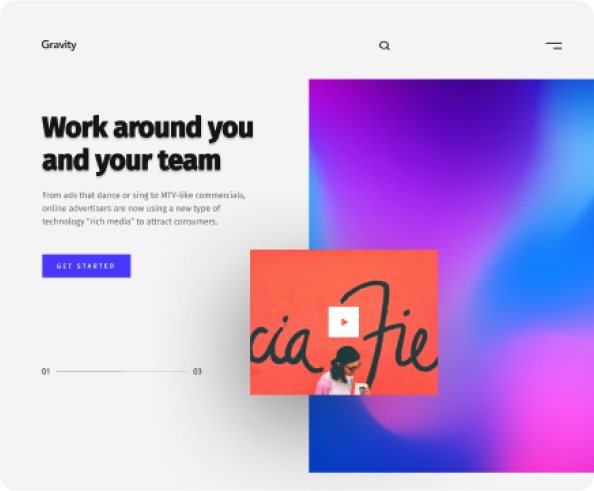 Gravity
Work around you
and your team
From ads that dance or sing to MTV-like commercials,
online advertisers are now using a new type of
technology "rich media" to attract consumers.
GET STARTED
cia Fie
01
03